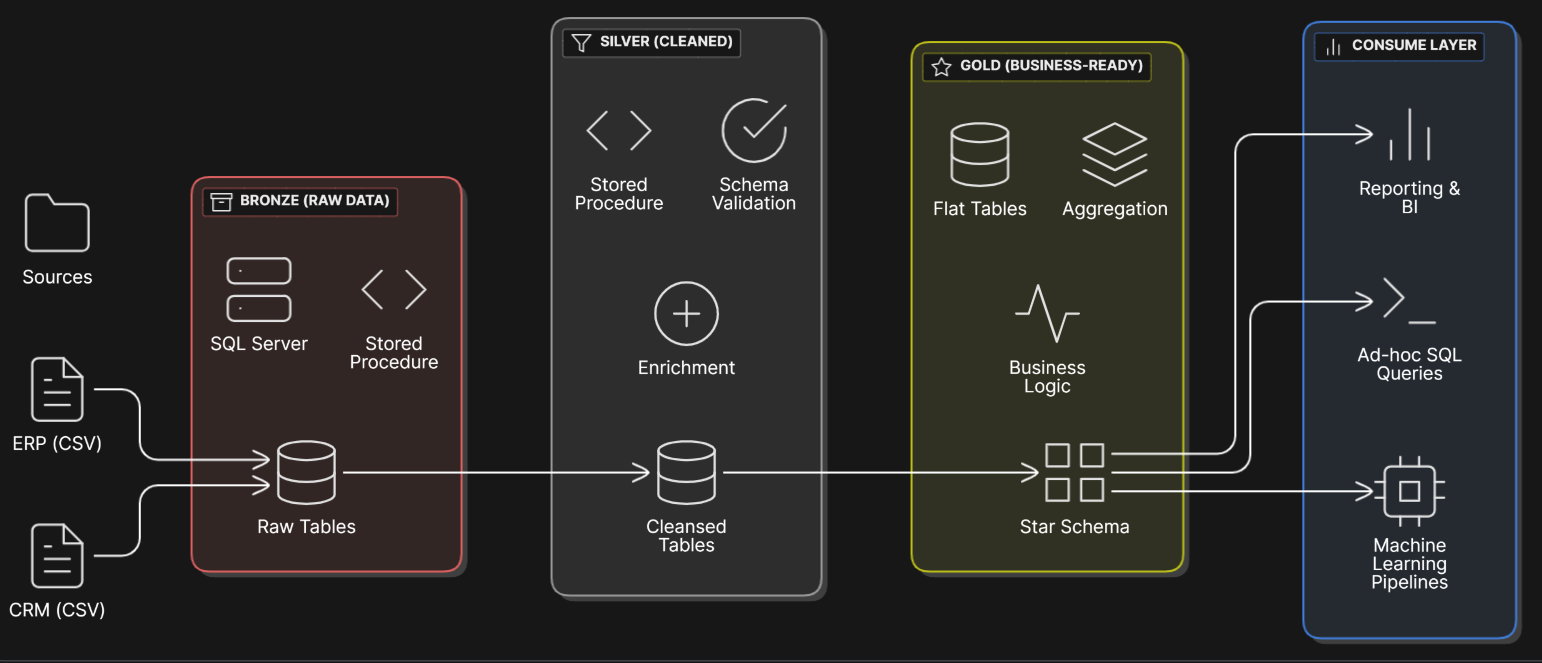 Sources
ERP (CSV)
CRM (CSV)
BRONZE (RAW DATA)
SQL Server
Stored
Procedure
Raw Tables
SILVER (CLEANED)
Stored
Procedure
Schema
Validation
Enrichment
Cleansed
Tables
GOLD (BUSINESS-READY)
Flat Tables
Aggregation
Business
Logic
Star Schema
CONSUME LAYER
Reporting &
BI
Ad-hoc SQL
Queries
Machine
Learning
Pipelines